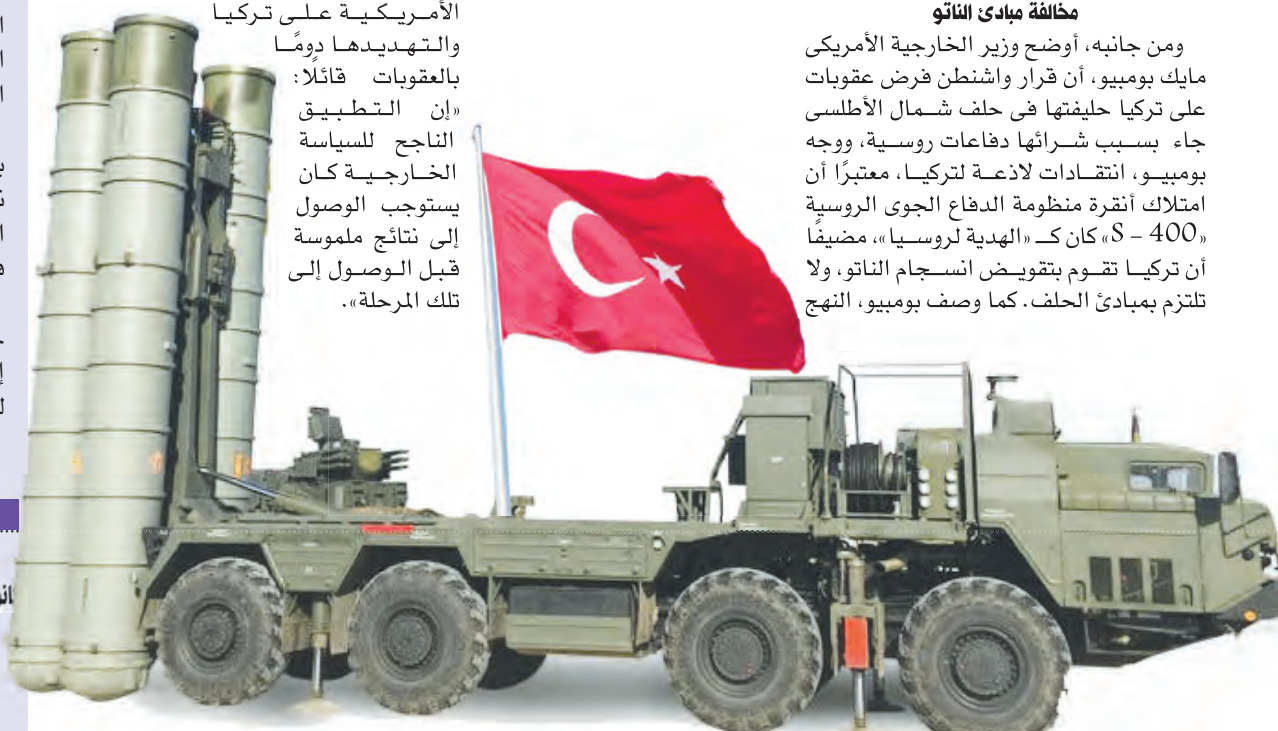 مخالفة مبادئ الناتو
ومن جانبه، أوضح وزير الخارجية الأمريكى
مايك بومبيو، أن قرار واشنطن فرض عقوبات
على تركيا حليفتها فى حلف شمال الأطلسى
جاء بسبب شرائها دفاعات روسية، ووجه
بومبيو، انتقادات لاذعة لتركيا، معتبرًا أن
امتلاك أنقرة منظومة الدفاع الجوى الروسية
«S – 400» كان كـ «الهدية لروسيا»، مضيفًا
أن تركيا تقوم بتقويض انسجام الناتو، ولا
تلتزم بمبادئ الحلف. كما وصف بومبيو، النهج
الأمريكية على تركيا
والتهديدها دومًا
بالعقوبات قائلًا:
«إن التطبيق
الناجح للسياسة
الخارجية كان
يستوجب الوصول
إلى نتائج ملموسة
قبل الوصول إلى
تلك المرحلة».